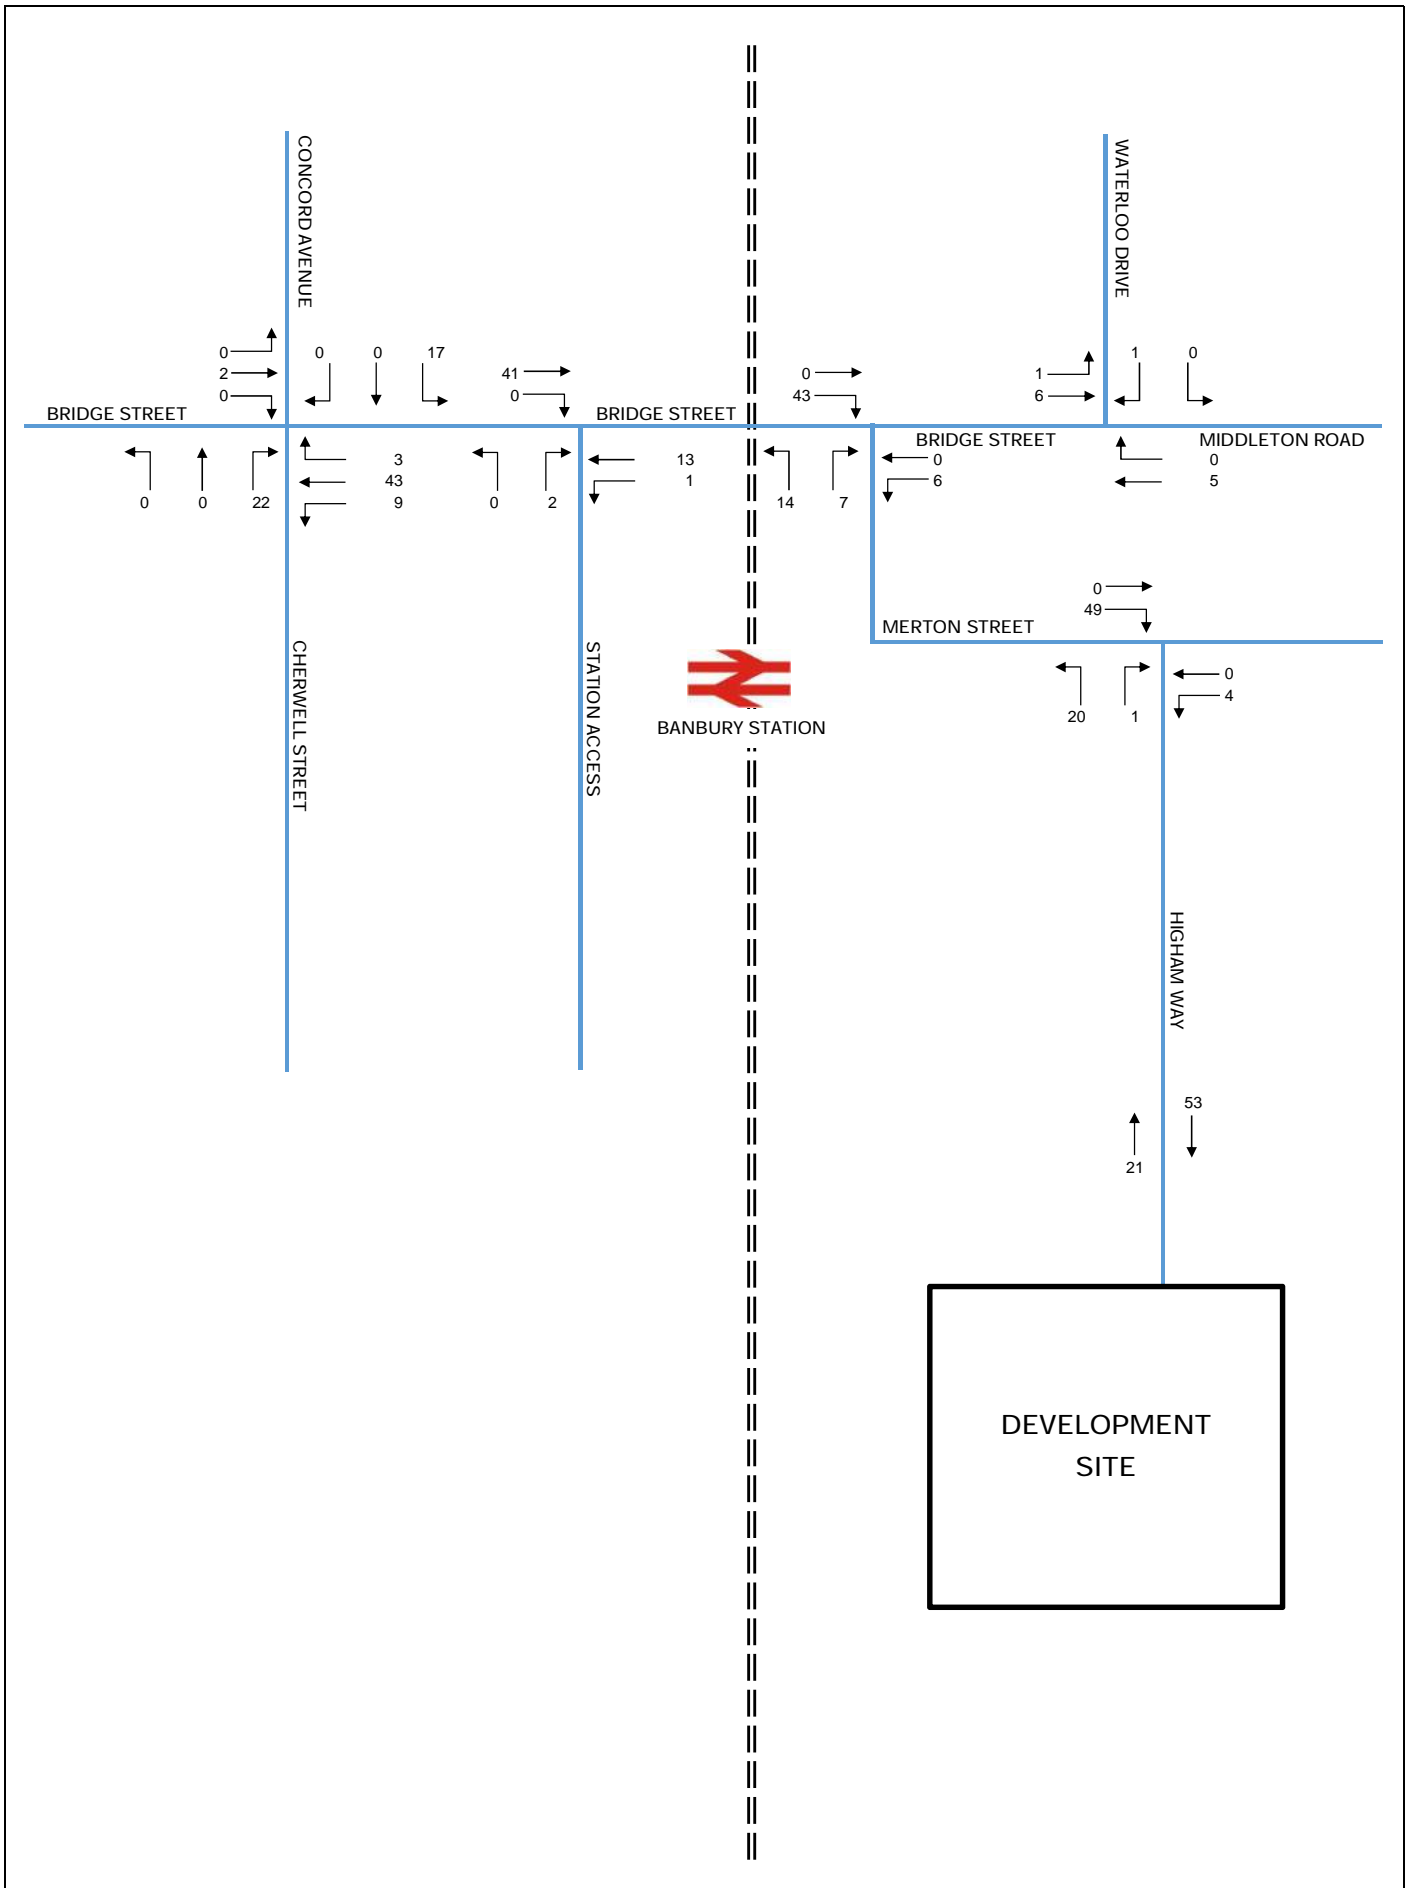 CONCORD AVENUE
WATERLOO DRIVE
0
2
0
0 0 17
41
0
0
43
1
6
1 0
BRIDGE STREET
BRIDGE STREET
BRIDGE STREET
MIDDLETON ROAD
0 0 22
3
43
9
0 2
13
1
14 7
0
6
0
5
0
49
MERTON STREET
CHERWELL STREET
STATION ACCESS
BANBURY STATION
20 1
0
4
HIGHAM WAY
53
21
DEVELOPMENT
SITE